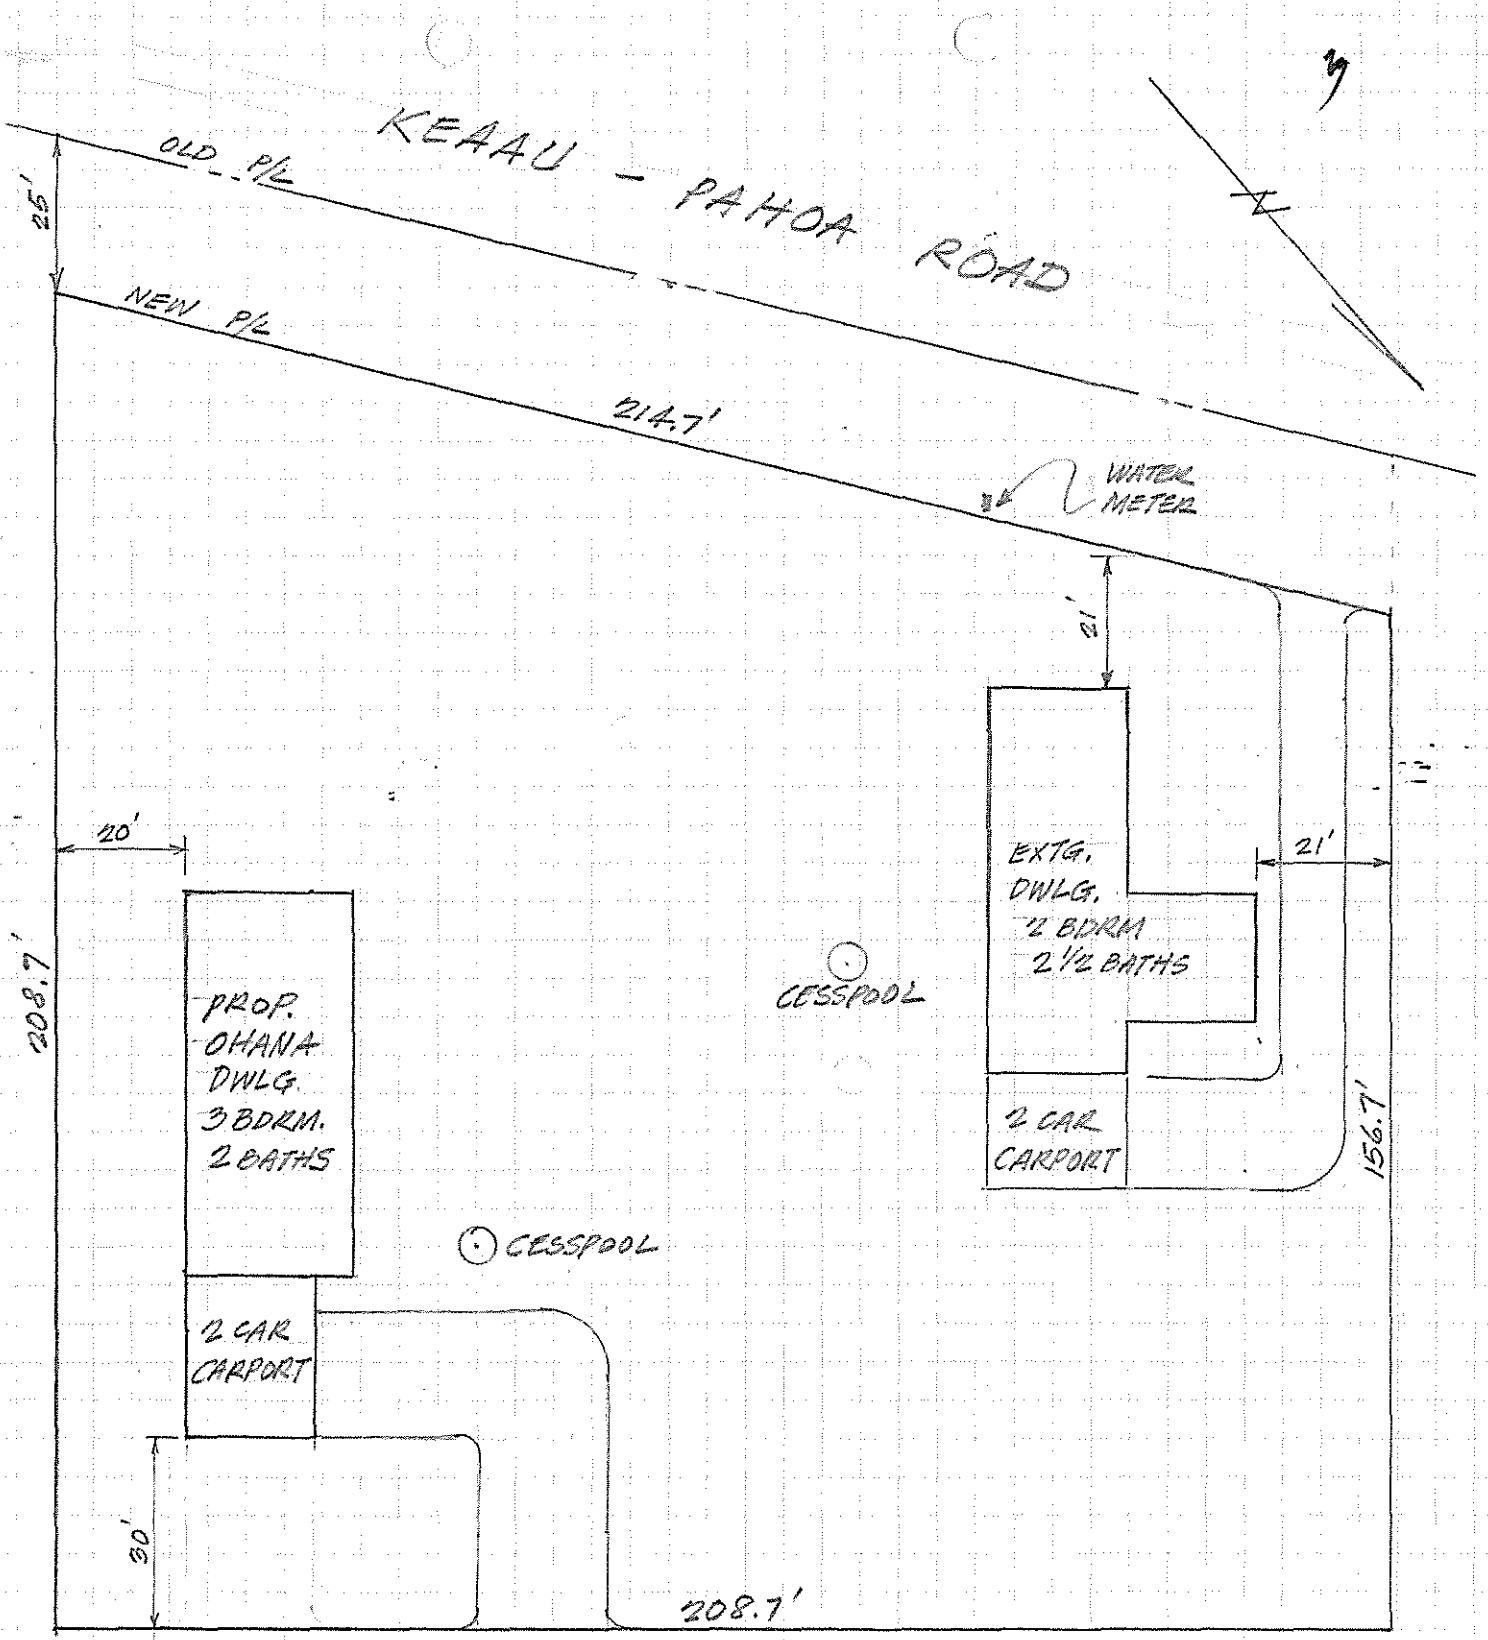 KEAAU - PAHOA ROAD
OLD P/L
25'
NEW P/L
214.7'
WATER
METER
21'
20'
21'
EXTG.
DWLG.
2 BDRM
2 1/2 BATHS
208.7'
CESSPOOL
PROP.
OHANA
DWLG.
3 BDRM.
2 BATHS
2 CAR
CARPORT
156.7'
CESSPOOL
2 CAR
CARPORT
30'
208.7'